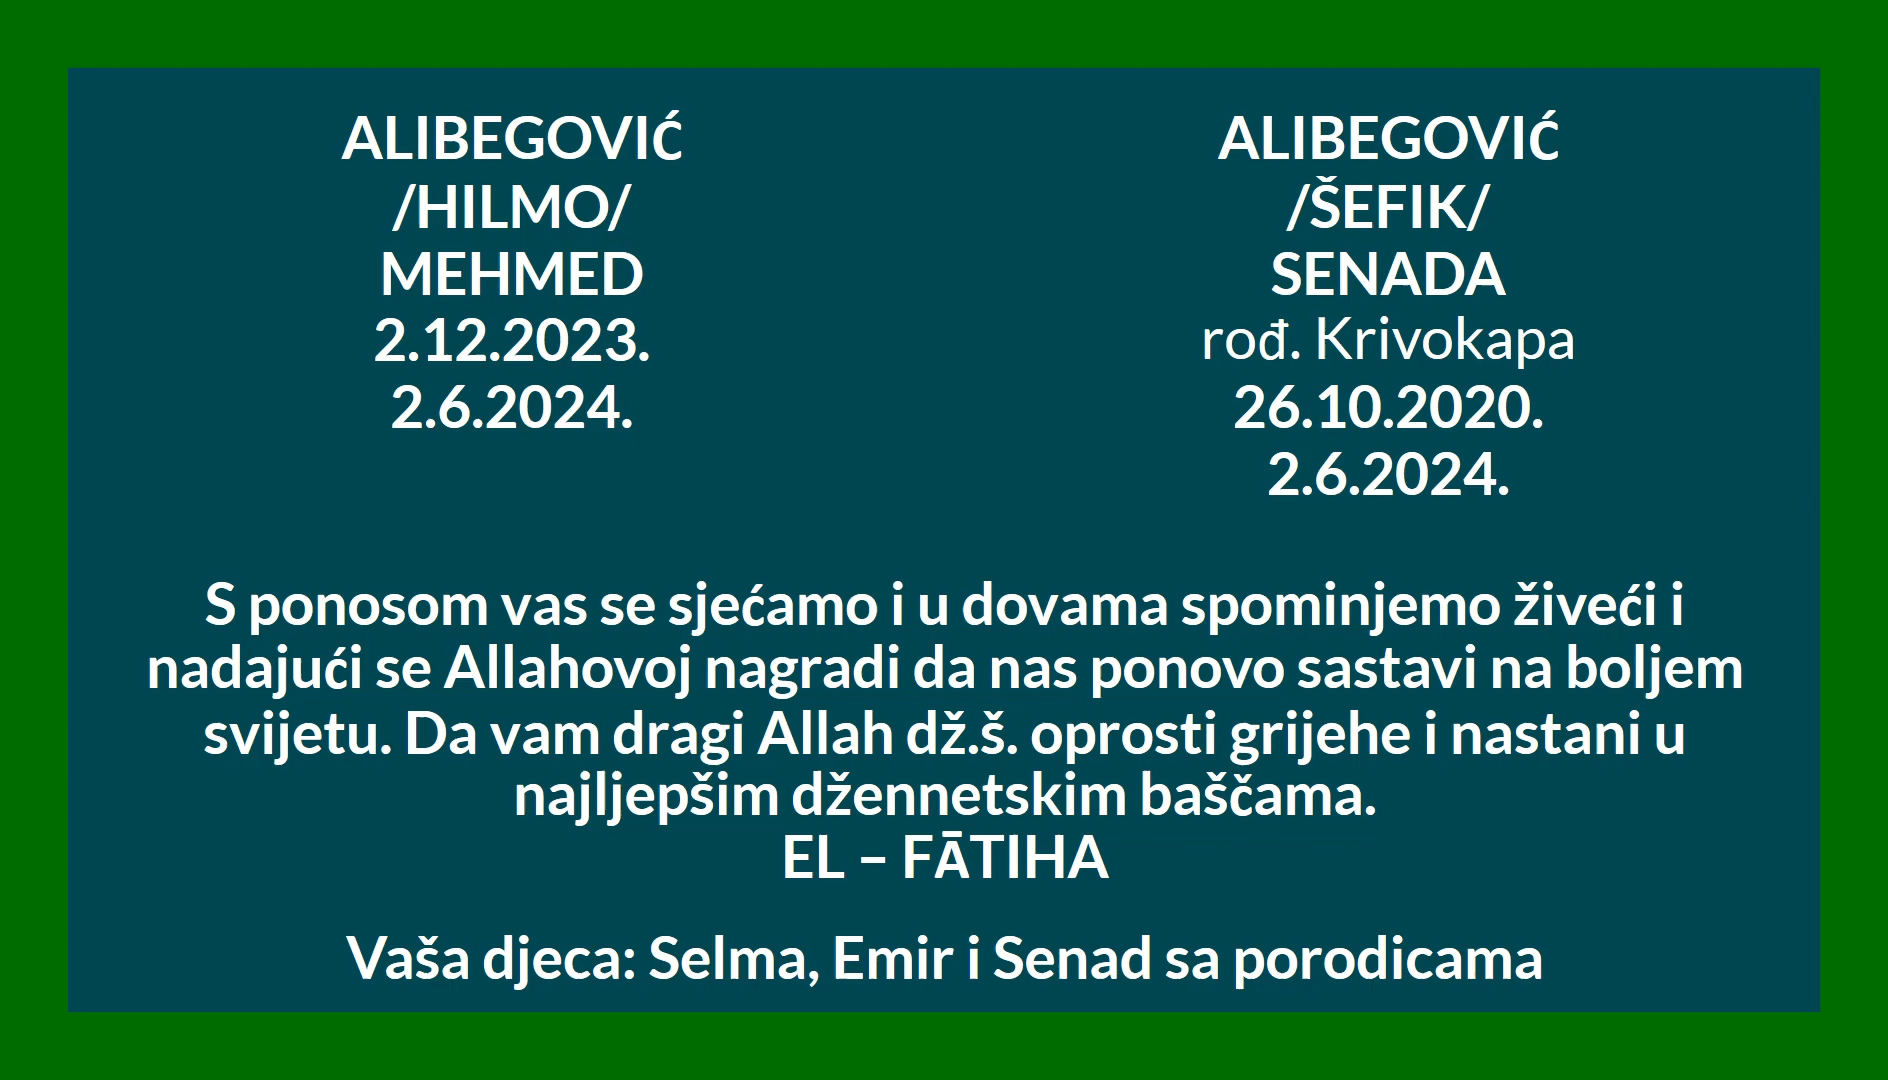 ALIBEGOVIĆ
/HILMO/
MEHMED
2.12.2023.
2.6.2024.
ALIBEGOVIĆ
/ŠEFIK/
SENADA
rođ. Krivokapa
26.10.2020.
2.6.2024.
S ponosom vas se sjećamo i u dovama spominjemo živeći i
nadajući se Allahovoj nagradi da nas ponovo sastavi na boljem
svijetu. Da vam dragi Allah dž.š. oprosti grijehe i nastani u
najljepšim džennetskim baščama.
EL – FĀTIHA
Vaša djeca: Selma, Emir i Senad sa porodicama